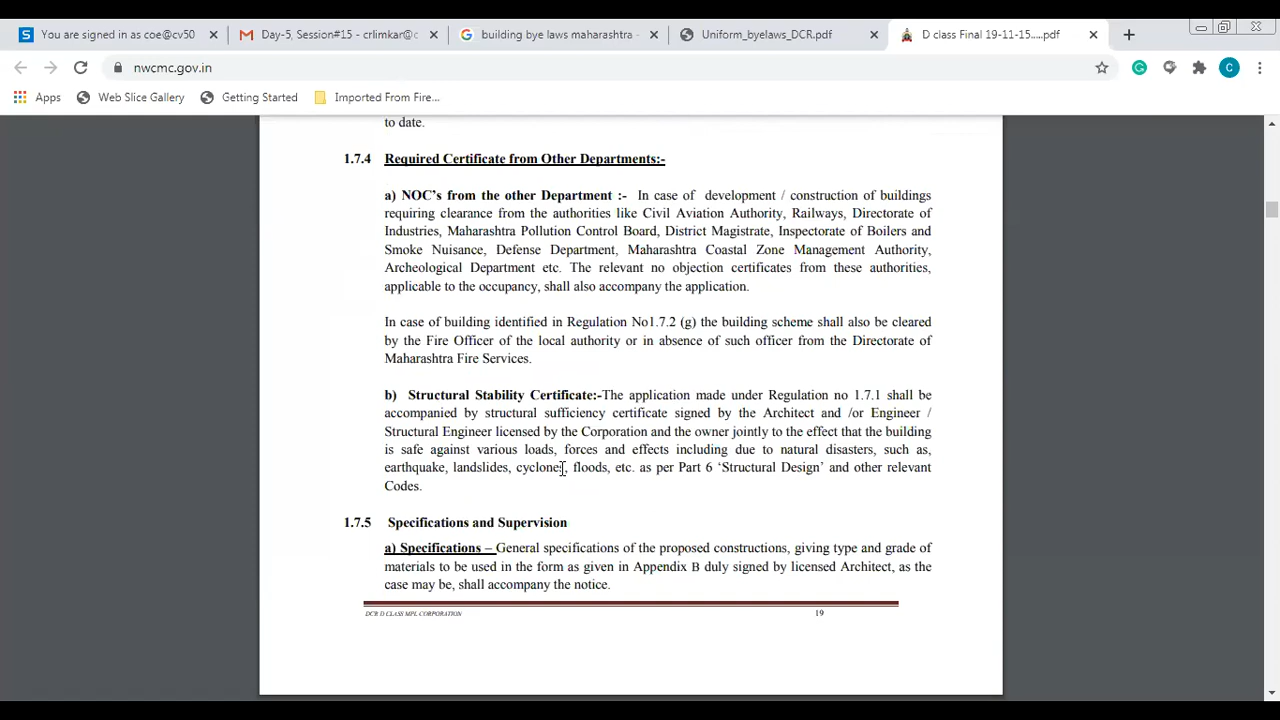 You are signed in as coe@cv50
Day-5, Session#15 - crlimkar@c
building bye laws maharashtra -
Uniform_byelaws_DCR.pdf
D class Final 19-11-15.....pdf
nwcmc.gov.in
Apps
Web Slice Gallery
Getting Started
Imported From Fire...
to date.
1.7.4 Required Certificate from Other Departments:-
a) NOC's from the other Department :- In case of development / construction of buildings
requiring clearance from the authorities like Civil Aviation Authority, Railways, Directorate of
Industries, Maharashtra Pollution Control Board, District Magistrate, Inspectorate of Boilers and
Smoke Nuisance, Defense Department, Maharashtra Coastal Zone Management Authority,
Archeological Department etc. The relevant no objection certificates from these authorities,
applicable to the occupancy, shall also accompany the application.
In case of building identified in Regulation No1.7.2 (g) the building scheme shall also be cleared
by the Fire Officer of the local authority or in absence of such officer from the Directorate of
Maharashtra Fire Services.
b) Structural Stability Certificate:-The application made under Regulation no 1.7.1 shall be
accompanied by structural sufficiency certificate signed by the Architect and /or Engineer /
Structural Engineer licensed by the Corporation and the owner jointly to the effect that the building
is safe against various loads, forces and effects including due to natural disasters, such as,
earthquake, landslides, cyclones, floods, etc. as per Part 6 ‘Structural Design’ and other relevant
Codes.
1.7.5 Specifications and Supervision
a) Specifications – General specifications of the proposed constructions, giving type and grade of
materials to be used in the form as given in Appendix B duly signed by licensed Architect, as the
case may be, shall accompany the notice.
DCR D CLASS MPL CORPORATION 19